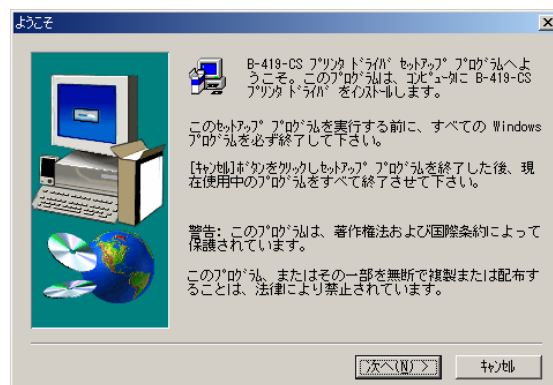 ようこそ
B-419-CS プリンタ ドライバ セットアップ プログラムへよ
うこそ。このプログラムは、コンピュータに B-419-CS
プリンタ ドライバ をインストールします。
このセットアップ プログラムを実行する前に、すべての Windows
プログラムを必ず終了して下さい。
[キャンセル]ボタンをクリックしセットアップ プログラムを終了した後、現
在使用中のプログラムをすべて終了させて下さい。
警告: このプログラムは、著作権法および国際条約によって
保護されています。
このプログラム、またはその一部を無断で複製または配布す
ることは、法律により禁止されています。
次へ(N) >
キャンセル